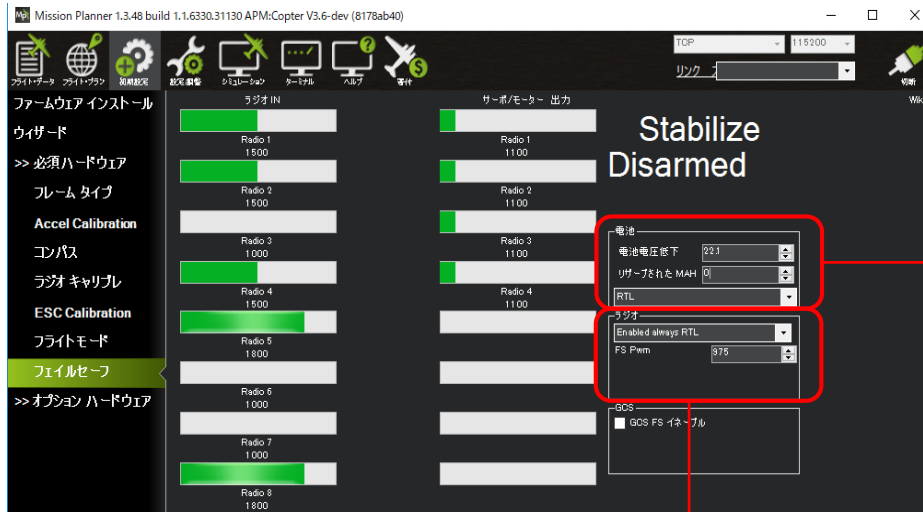 Mission Planner 1.3.48 build 1.1.6330.31130 APM:Copter V3.6-dev (8178ab40)
フライト・データ
フライト・プラン
初期設定
設定・調整
シミュレーション
ターミナル
ヘルプ
寄付
TCP
115200
リンク
切断
ファームウェア インストール
ウィザード
>> 必須ハードウェア
フレーム タイプ
Accel Calibration
コンパス
ラジオ キャリブレ
ESC Calibration
フライトモード
フェイルセーフ
>> オプション ハードウェア
ラジオ IN
Radio 1
1500
Radio 2
1500
Radio 3
1000
Radio 4
1500
Radio 5
1800
Radio 6
1000
Radio 7
1000
Radio 8
1800
サーボ/モーター 出力
Radio 1
1100
Radio 2
1100
Radio 3
1100
Radio 4
1100
Wik
Stabilize
Disarmed
電池
電池電圧低下 22.1
リザーブされた MAH 0
RTL
ラジオ
Enabled always RTL
FS Pwm 975
GCS
GCS FS イネーブル